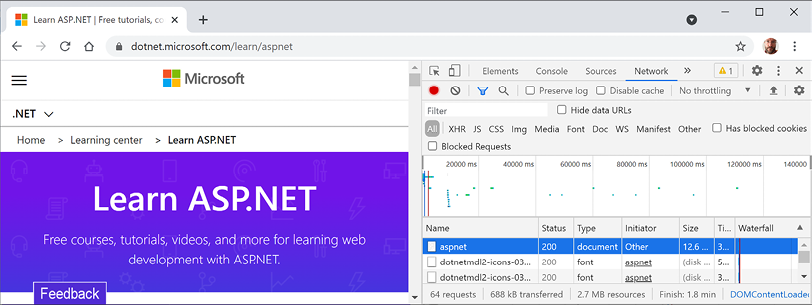 Learn ASP.NET | Free tutorials, co
dotnet.microsoft.com/learn/aspnet
Microsoft
.NET
Home > Learning center > Learn ASP.NET
Learn ASP.NET
Free courses, tutorials, videos, and more for learning web
development with ASP.NET.
Feedback
Elements Console Sources Network » 1
Preserve log Disable cache No throttling
Filter Hide data URLs
All XHR JS CSS Img Media Font Doc WS Manifest Other Has blocked cookies
Blocked Requests
20000 ms 40000 ms 60000 ms 80000 ms 100000 ms 120000 ms 140000
Name Status Type Initiator Size Ti... Waterfall
aspnet 200 document Other 12.6 ... 3...
dotnetmdl2-icons-03... 200 font aspnet (disk ... 5...
dotnetmdl2-icons-03... 200 font aspnet (disk ... 3...
64 requests 688 kB transferred 2.7 MB resources Finish: 1.8 min DOMContentLoade